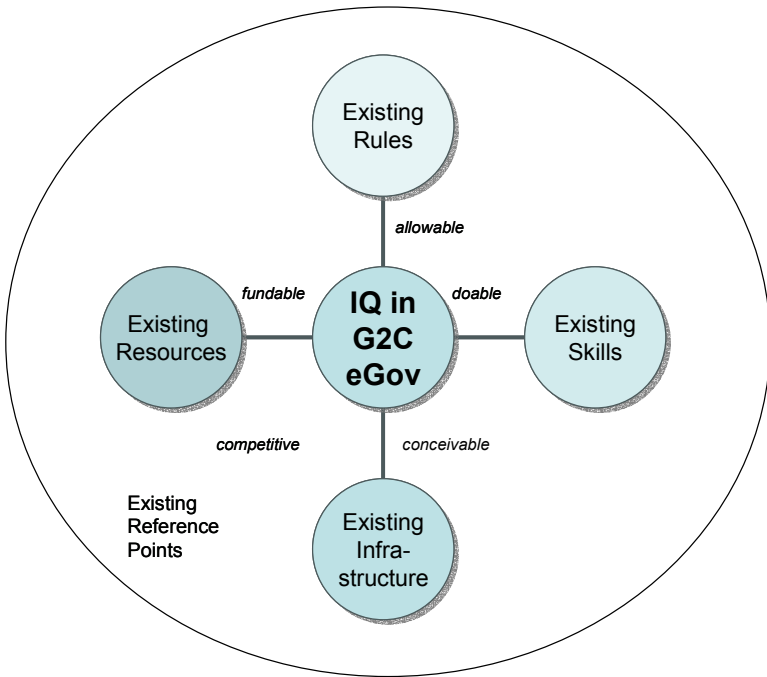 Existing
Rules
allowable
fundable
doable
Existing
Resources
IQ in
G2C
eGov
Existing
Skills
competitive
conceivable
Existing
Reference
Points
Existing
Infra-
structure